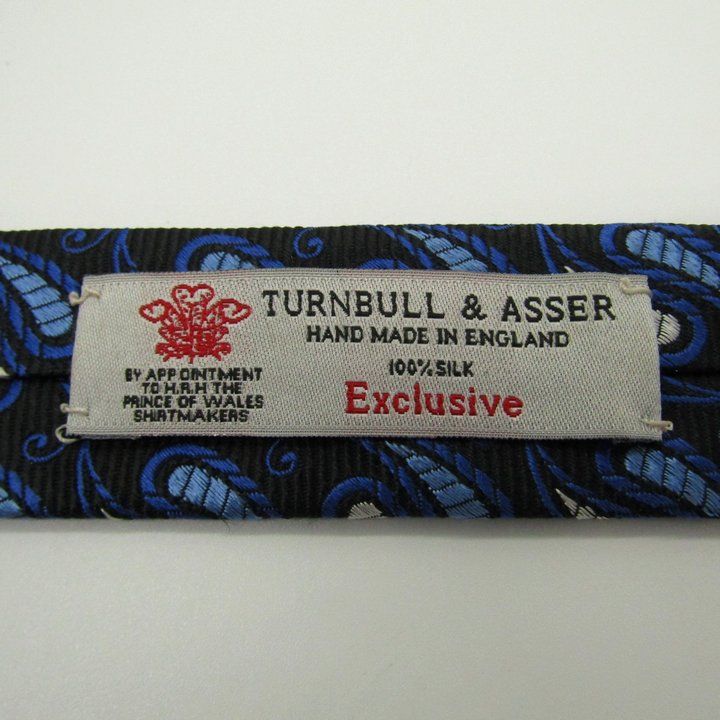 TURNBULL & ASSER
HAND MADE IN ENGLAND
100% SILK
Exclusive
BY APPOINTMENT
TO H.R.H THE
PRINCE OF WALES
SHIRTMAKERS